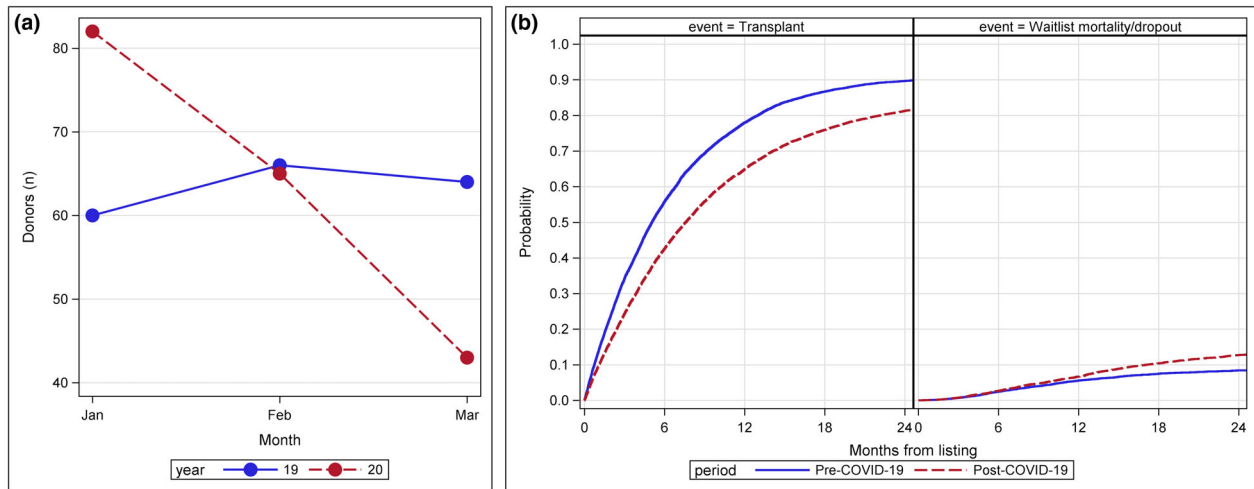 (a)
80
70
60
50
40
Donors (n)
Jan
Feb
Mar
Month
year 19 20
(b)
event = Transplant
event = Waitlist mortality/dropout
1.0
0.9
0.8
0.7
0.6
0.5
0.4
0.3
0.2
0.1
0.0
Probability
0 6 12 18 24
0 6 12 18 24
Months from listing
period Pre-COVID-19 Post-COVID-19